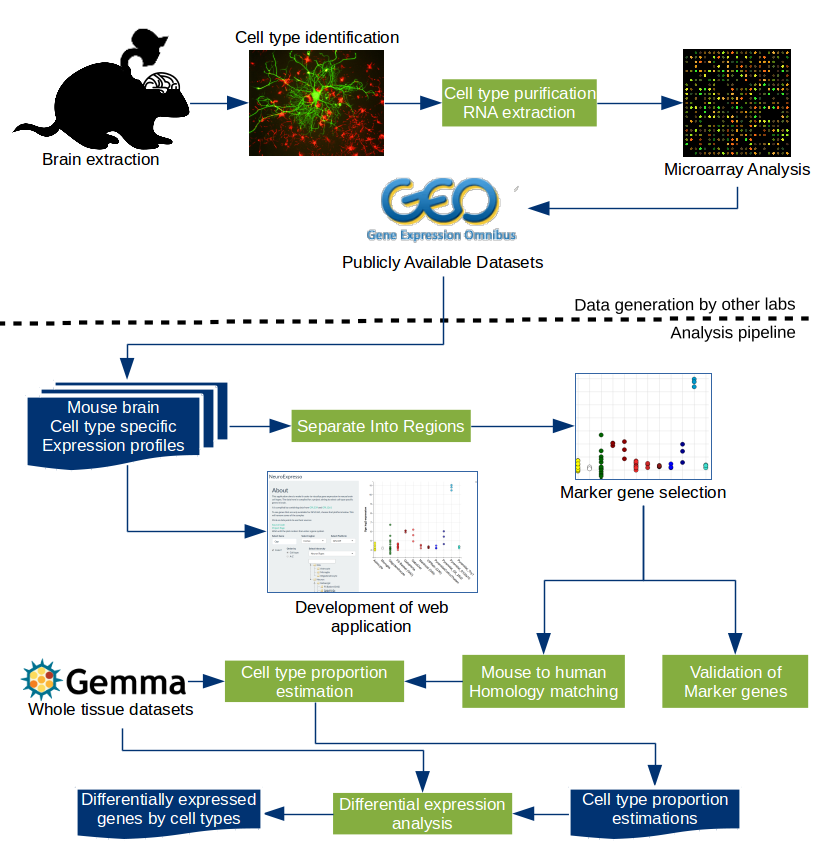 Cell type identification
Brain extraction
Cell type purification
RNA extraction
Microarray Analysis
GEO
Gene Expression Omnibus
Publicly Available Datasets
Data generation by other labs
Analysis pipeline
Mouse brain
Cell type specific
Expression profiles
Separate Into Regions
Marker gene selection
NeuroExpresso
About
Development of web
application
Gemma
Whole tissue datasets
Cell type proportion
estimation
Mouse to human
Homology matching
Validation of
Marker genes
Differentially expressed
genes by cell types
Differential expression
analysis
Cell type proportion
estimations